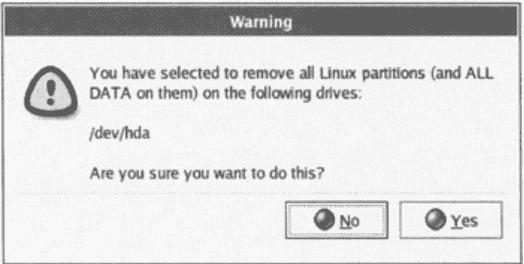 Warning
You have selected to remove all Linux partitions (and ALL
DATA on them) on the following drives:
/dev/hda
Are you sure you want to do this?
No
Yes